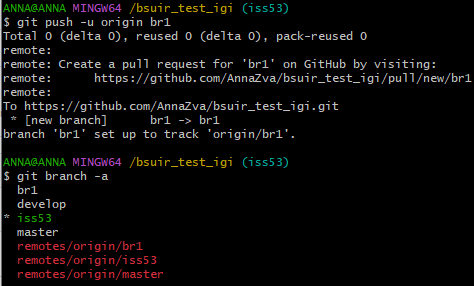 ANNA@ANNA MINGW64 /bsuir_test_igi (iss53)
$ git push -u origin br1
Total 0 (delta 0), reused 0 (delta 0), pack-reused 0
remote:
remote: Create a pull request for 'br1' on GitHub by visiting:
remote:      https://github.com/AnnaZva/bsuir_test_igi/pull/new/br1
remote:
To https://github.com/AnnaZva/bsuir_test_igi.git
 * [new branch]      br1 -> br1
branch 'br1' set up to track 'origin/br1'.

ANNA@ANNA MINGW64 /bsuir_test_igi (iss53)
$ git branch -a
  br1
  develop
* iss53
  master
  remotes/origin/br1
  remotes/origin/iss53
  remotes/origin/master